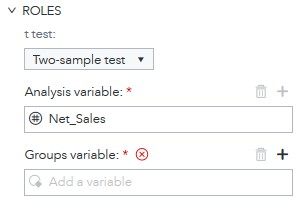 ROLES
t test:
Two-sample test
Analysis variable: *
Net_Sales
Groups variable: *
Add a variable